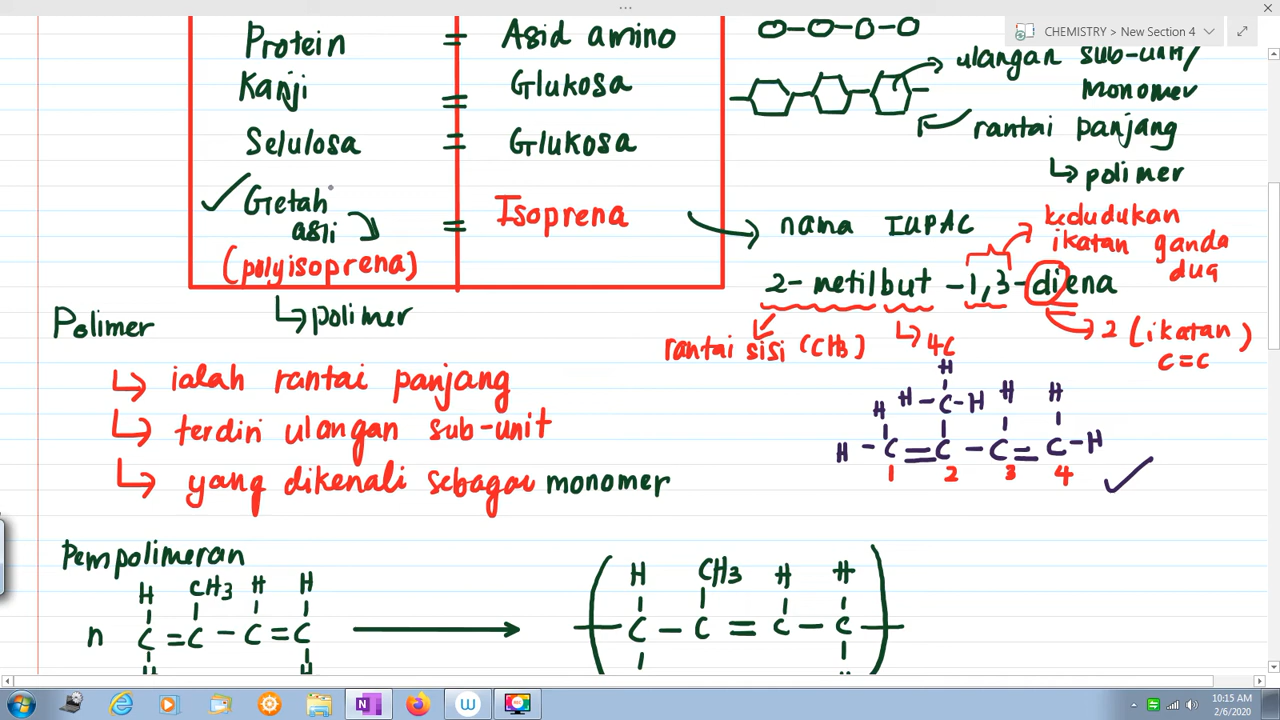 CHEMISTRY > New Section 4
Protein = Asid amino
Kanji = Glukosa
Selulosa = Glukosa
Getah asli = Isoprena
(polyisoprena)
↳ polimer
ulangan sub-unit/
monomer
rantai panjang
↳ polimer
nama IUPAC
kedudukan
ikatan ganda
dua
2-metilbut-1,3-diena
rantai sisi (CH3)
↳ 4C
2 (ikatan)
C=C
H
H H-C-H H H
H-C=C-C=C-H
1 2 3 4
Polimer
↳ ialah rantai panjang
↳ terdiri ulangan sub-unit
↳ yang dikenali sebagai monomer
Pempolimeran
H CH3 H H
n C=C-C=C
H H
H CH3 H H
(-C-C=C-C-)
10:15 AM
2/6/2020